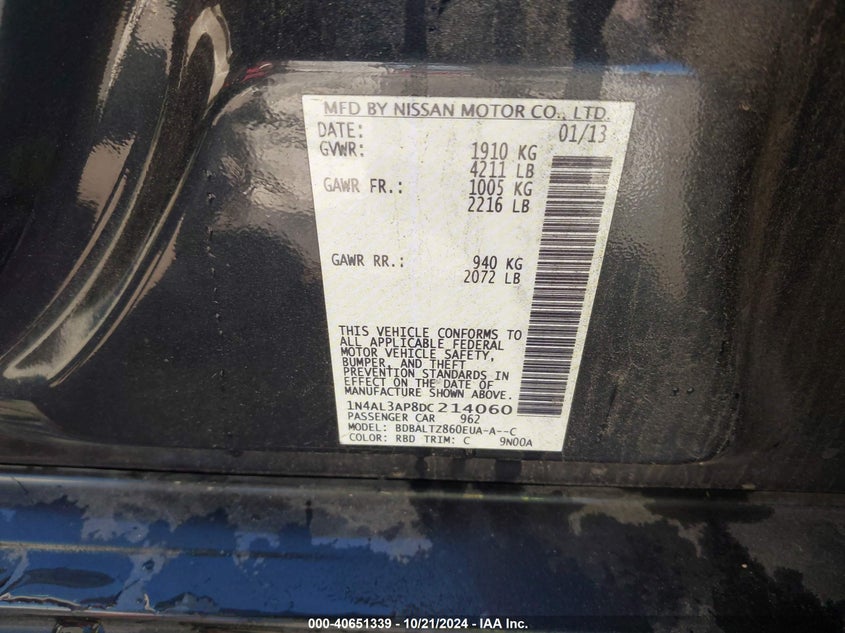 MFD BY NISSAN MOTOR CO., LTD.
DATE: 01/13
GVWR: 1910 KG
4211 LB
GAWR FR.: 1005 KG
2216 LB
GAWR RR.: 940 KG
2072 LB
THIS VEHICLE CONFORMS TO
ALL APPLICABLE FEDERAL
MOTOR VEHICLE SAFETY,
BUMPER, AND THEFT
PREVENTION STANDARDS IN
EFFECT ON THE DATE OF
MANUFACTURE SHOWN ABOVE.
1N4AL3AP8DC214060
PASSENGER CAR 962
MODEL: BDBALTZ860EUA-A--C
COLOR: RBD TRIM: C 9N00A
000-40651339 - 10/21/2024 - IAA Inc.